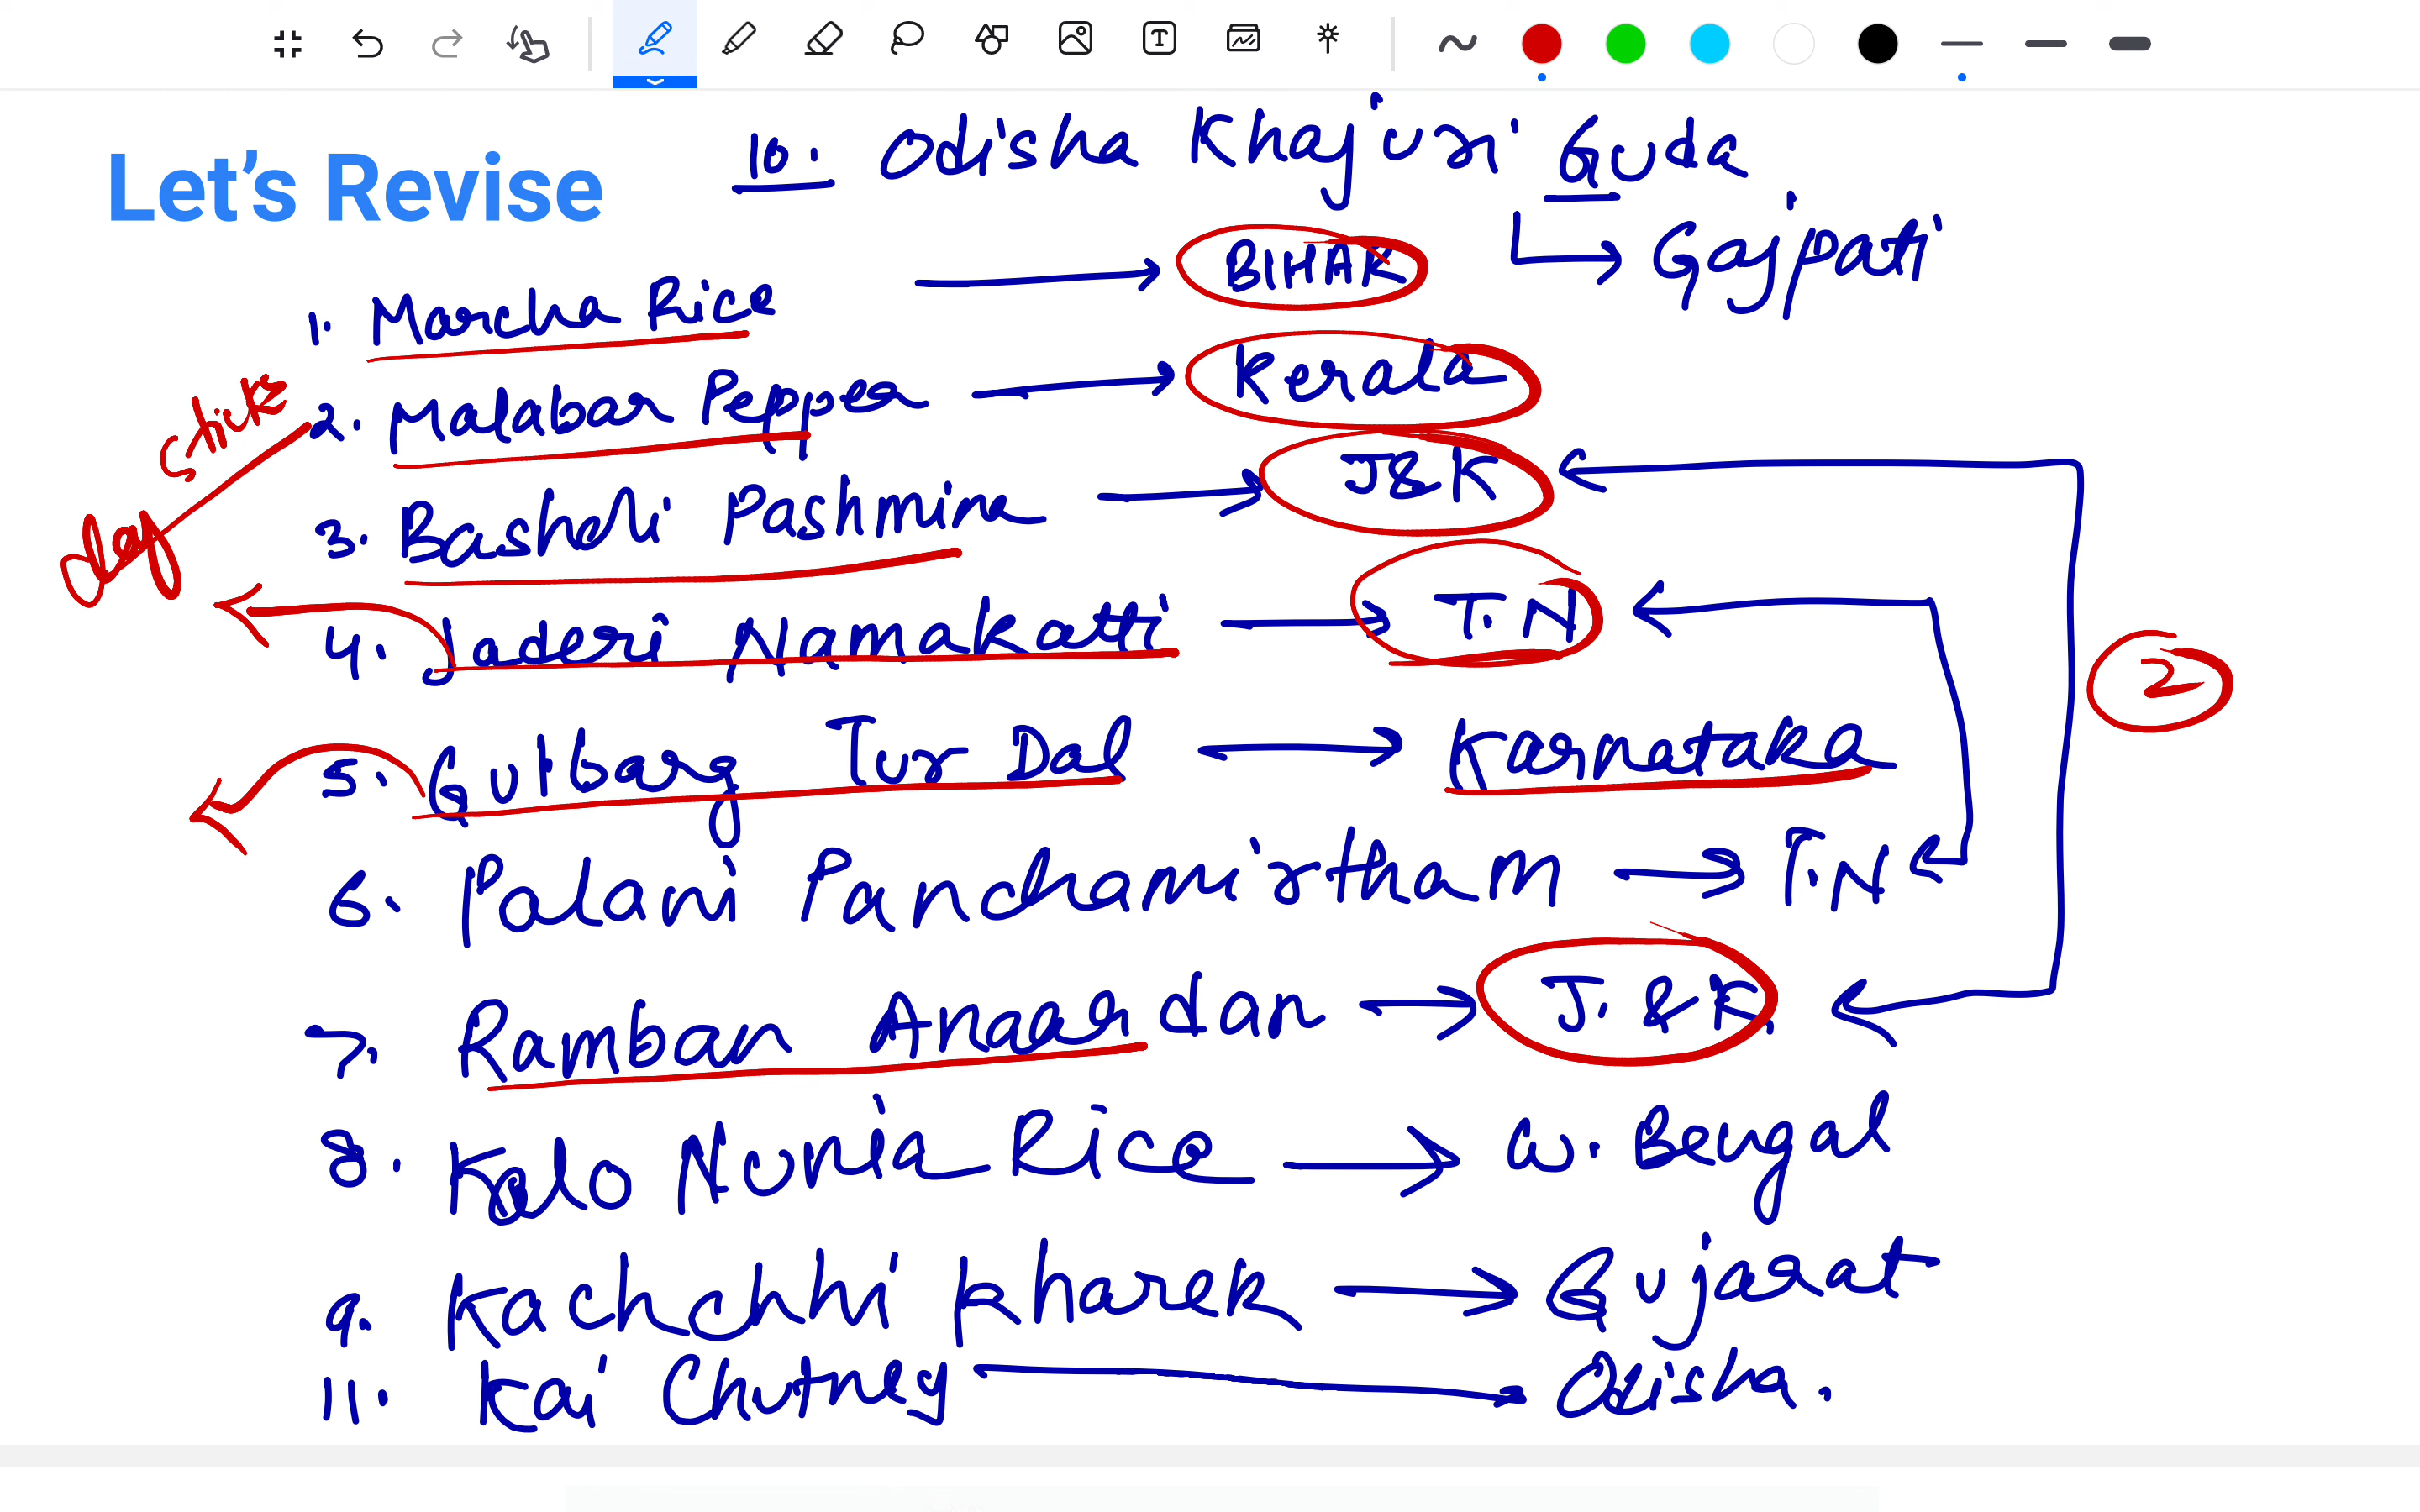 Let's Revise
10. Odisha Khajuri Guda
→ Gajpati
1. Marcha Rice → BIHAR
2. Malabar Pepper → Kerala
3. Basholi Pashmina → J&K
4. Jaderi Namakatti → T.N
clay sticks
5. Gulbarg Tur Dal → Karnataka
6. Palani Panchamirtham → T.N
7. Ramban Anardan → J.&K
8. Kalo Nunia Rice → W. Bengal
9. Kachchhi Kharek → Gujarat
11. Kai Chutney → Odisha.
2